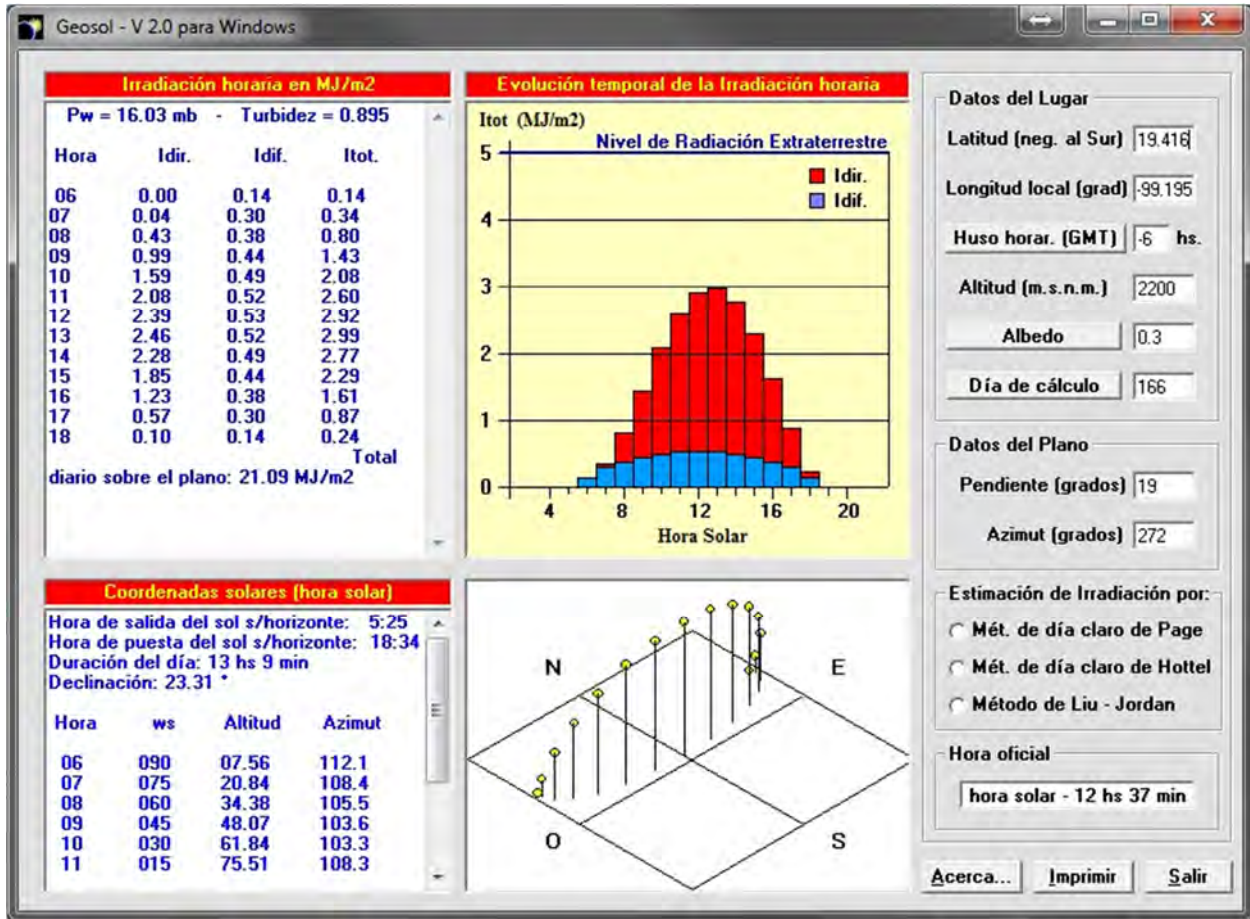 Geosol - V 2.0 para Windows
Irradiación horaria en MJ/m2
Pw = 16.03 mb - Turbidez = 0.895
Hora Idir. Idif. Itot.
06 0.00 0.14 0.14
07 0.04 0.30 0.34
08 0.43 0.38 0.80
09 0.99 0.44 1.43
10 1.59 0.49 2.08
11 2.08 0.52 2.60
12 2.39 0.53 2.92
13 2.46 0.52 2.99
14 2.28 0.49 2.77
15 1.85 0.44 2.29
16 1.23 0.38 1.61
17 0.57 0.30 0.87
18 0.10 0.14 0.24
Total
diario sobre el plano: 21.09 MJ/m2
Evolución temporal de la Irradiación horaria
Itot (MJ/m2)
Nivel de Radiación Extraterrestre
Idir.
Idif.
5
4
3
2
1
0
4 8 12 16 20
Hora Solar
Coordenadas solares (hora solar)
Hora de salida del sol s/horizonte: 5:25
Hora de puesta del sol s/horizonte: 18:34
Duración del día: 13 hs 9 min
Declinación: 23.31 °
Hora ws Altitud Azimut
06 090 07.56 112.1
07 075 20.84 108.4
08 060 34.38 105.5
09 045 48.07 103.6
10 030 61.84 103.3
11 015 75.51 108.3
N E
O S
Datos del Lugar
Latitud (neg. al Sur) 19.416
Longitud local (grad) -99.195
Huso horar. (GMT) -6 hs.
Altitud (m.s.n.m.) 2200
Albedo 0.3
Día de cálculo 166
Datos del Plano
Pendiente (grados) 19
Azimut (grados) 272
Estimación de Irradiación por:
Mét. de día claro de Page
Mét. de día claro de Hottel
Método de Liu - Jordan
Hora oficial
hora solar - 12 hs 37 min
Acerca... Imprimir Salir